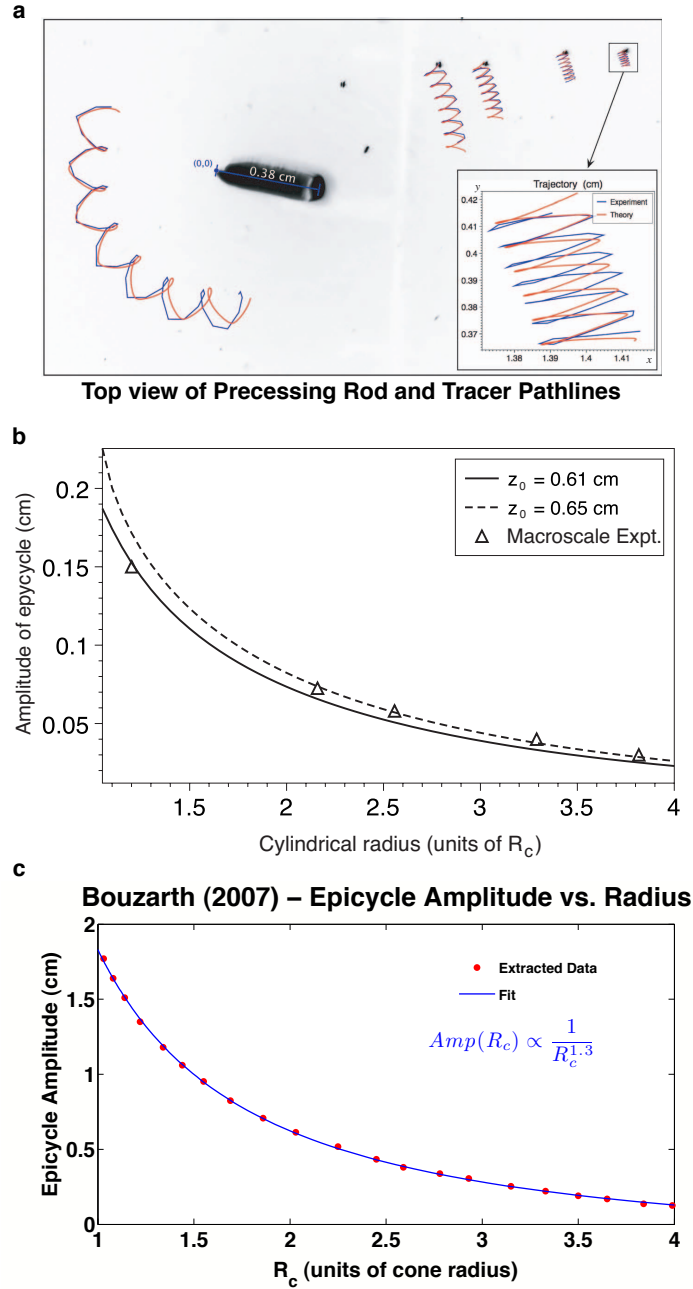 a
(0,0)
0.38 cm
Trajectory (cm)
y
Experiment
Theory
0.42
0.41
0.4
0.39
0.38
0.37
1.38
1.39
1.4
1.41
x
Top view of Precessing Rod and Tracer Pathlines
b
z₀ = 0.61 cm
z₀ = 0.65 cm
Macroscale Expt.
Amplitude of epycycle (cm)
0.2
0.15
0.1
0.05
1.5
2
2.5
3
3.5
4
Cylindrical radius (units of R_c)
c
Bouzarth (2007) – Epicycle Amplitude vs. Radius
Extracted Data
Fit
Amp(R_c) ∝ 1/R_c^1.3
Epicycle Amplitude (cm)
2
1.5
1
0.5
0
1
1.5
2
2.5
3
3.5
4
R_c (units of cone radius)